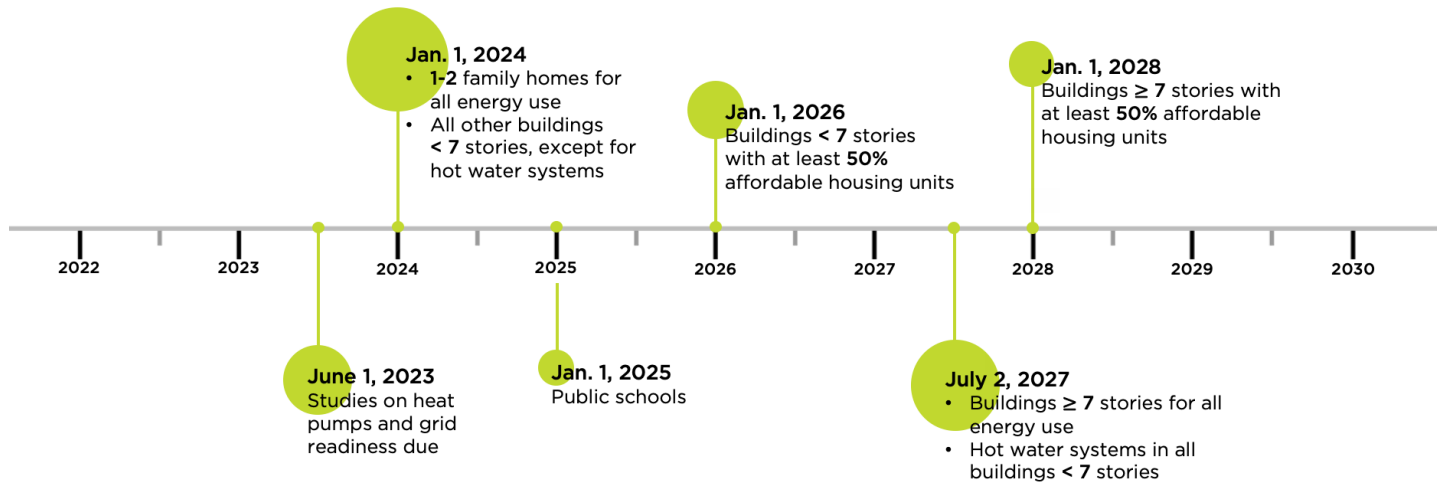 Jan. 1, 2024
• 1-2 family homes for
all energy use
• All other buildings
< 7 stories, except for
hot water systems
Jan. 1, 2026
Buildings < 7 stories
with at least 50%
affordable housing units
Jan. 1, 2028
Buildings ≥ 7 stories with
at least 50% affordable
housing units
2022 2023 2024 2025 2026 2027 2028 2029 2030
June 1, 2023
Studies on heat
pumps and grid
readiness due
Jan. 1, 2025
Public schools
July 2, 2027
• Buildings ≥ 7 stories for all
energy use
• Hot water systems in all
buildings < 7 stories